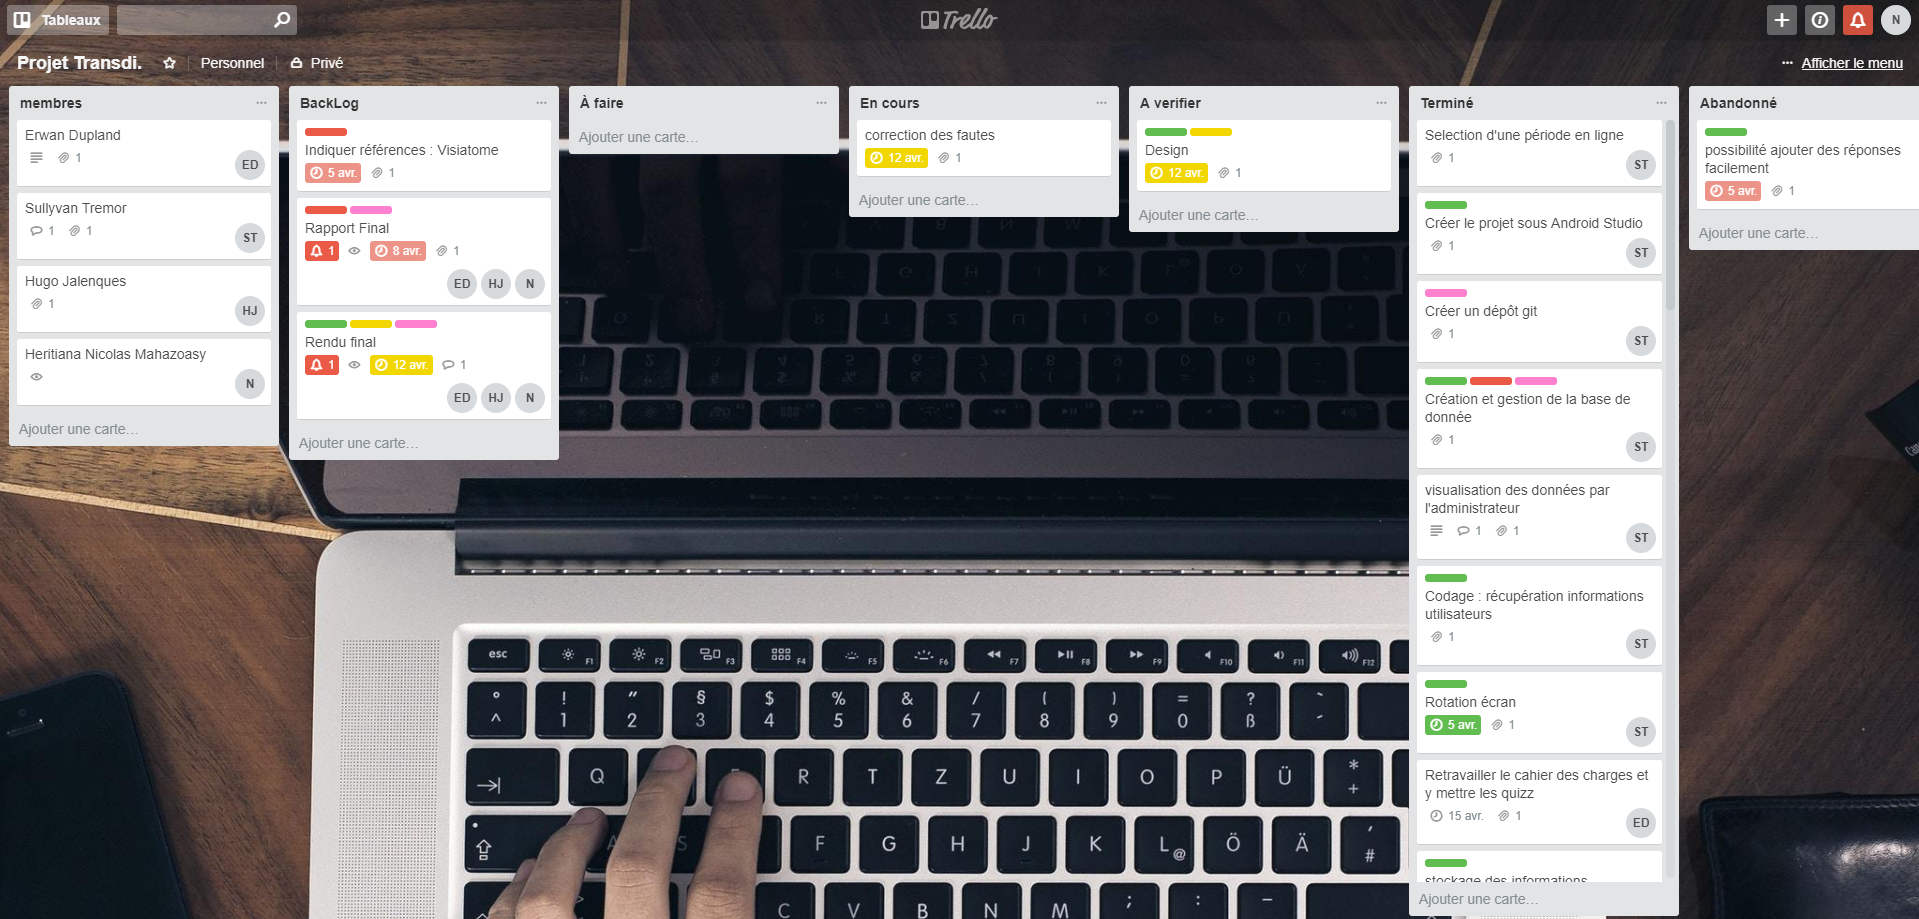 Tableaux
Trello
N
Projet Transdi.
Personnel
Privé
Afficher le menu
membres
Erwan Dupland
1
ED
Sullyvan Tremor
1 1
ST
Hugo Jalenques
1
HJ
Heritiana Nicolas Mahazoasy
N
Ajouter une carte…
BackLog
Indiquer références : Visiatome
5 avr. 1
Rapport Final
1 8 avr. 1
ED HJ N
Rendu final
1 12 avr. 1
ED HJ N
Ajouter une carte…
À faire
Ajouter une carte…
En cours
correction des fautes
12 avr. 1
Ajouter une carte…
A verifier
Design
12 avr. 1
Ajouter une carte…
Terminé
Selection d'une période en ligne
1
ST
Créer le projet sous Android Studio
1
ST
Créer un dépôt git
1
ST
Création et gestion de la base de
donnée
1
ST
visualisation des données par
l'administrateur
1 1
ST
Codage : récupération informations
utilisateurs
1
ST
Rotation écran
5 avr. 1
ST
Retravailler le cahier des charges et
y mettre les quizz
15 avr. 1
ED
stockage des informations
Ajouter une carte…
Abandonné
possibilité ajouter des réponses
facilement
5 avr. 1
Ajouter une carte…
esc F1 F2 F3 F4 F5 F6 F7 F8 F9 F10 F11 F12
° ! " § $ % & / ( ) = ? `
^ 1 2 3 4 5 6 7 8 9 0 ß ´
Q R T Z U I O P Ü * +
A S F G H J K L @ Ö Ä ' #
> C V B N M ; : _